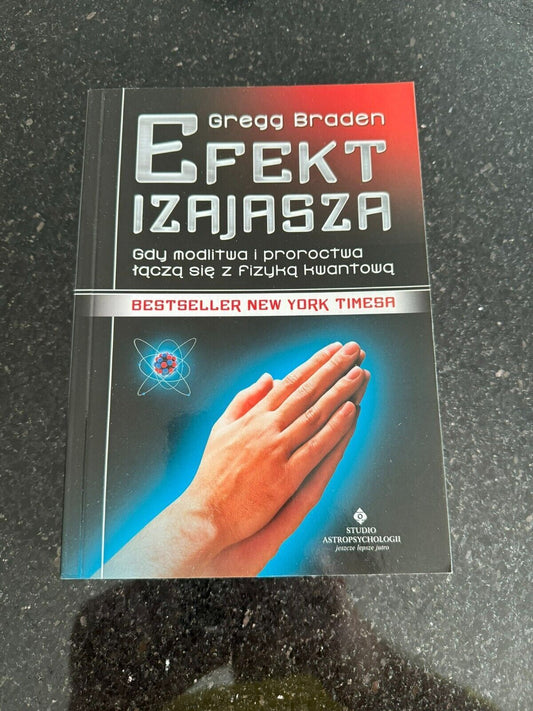 Gregg Braden
EFEKT
IZAJASZA
Gdy modlitwa i proroctwa
łączą się z fizyką kwantową
BESTSELLER NEW YORK TIMESA
STUDIO
ASTROPSYCHOLOGII
jeszcze lepsze jutro